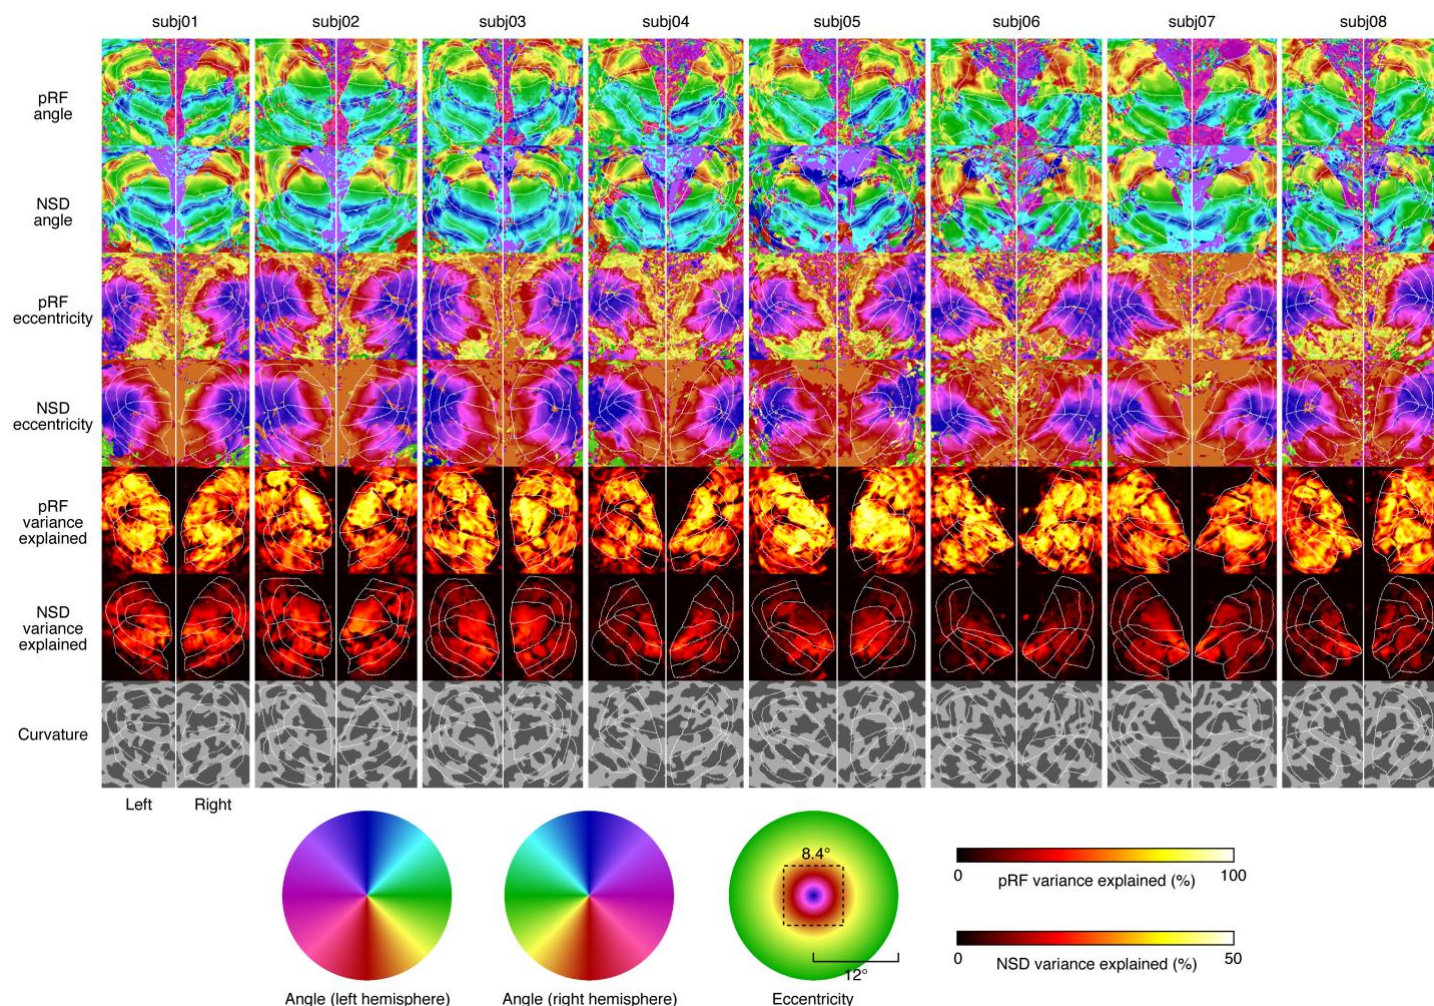 subj01 subj02 subj03 subj04 subj05 subj06 subj07 subj08
pRF
angle
NSD
angle
pRF
eccentricity
NSD
eccentricity
pRF
variance
explained
NSD
variance
explained
Curvature
Left Right
8.4°
12°
0 100
pRF variance explained (%)
0 50
NSD variance explained (%)
Angle (left hemisphere) Angle (right hemisphere) Eccentricity